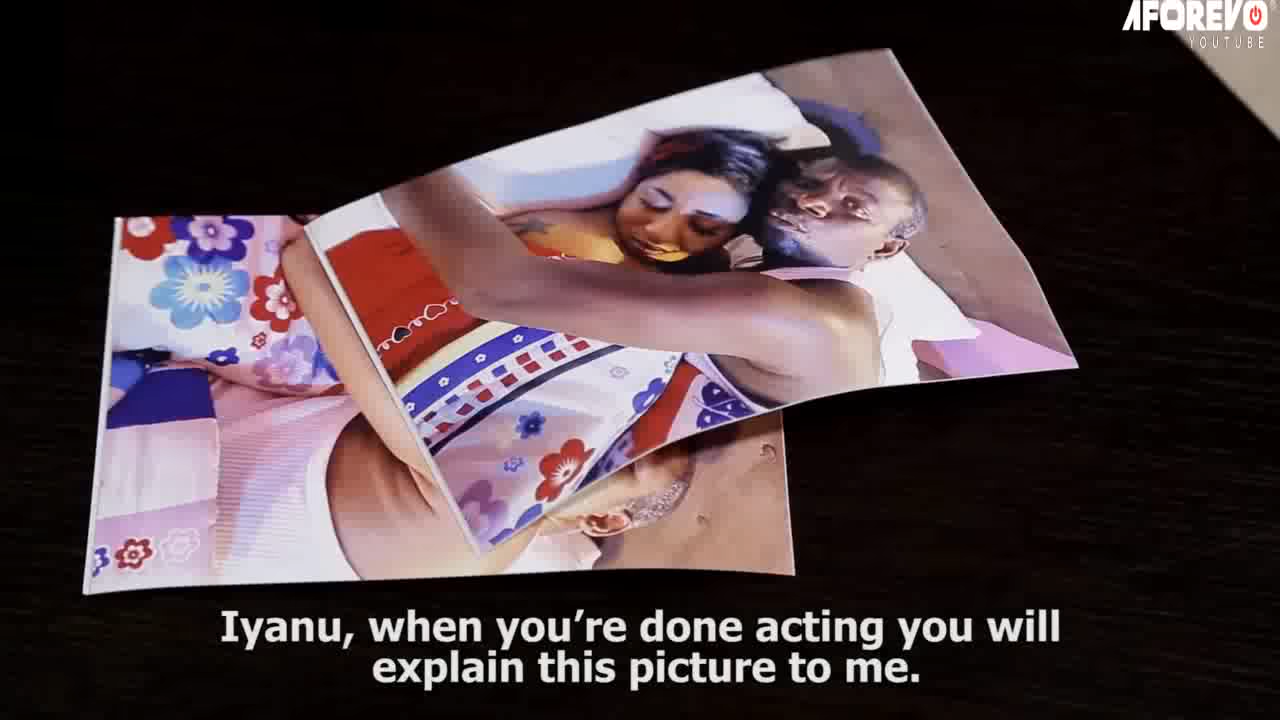 AFOREVO
YOUTUBE
Iyanu, when you're done acting you will
explain this picture to me.